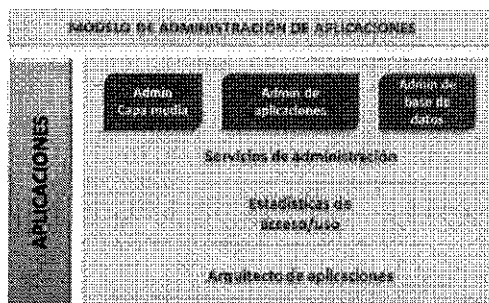 MODELO DE ADMINISTRACIÓN DE APLICACIONES
APLICACIONES
Admin
Capa media
Admin de
aplicaciones
Admin de
base de
datos
Servicios de administración
Estadísticas de
acceso/uso
Arquitecto de aplicaciones